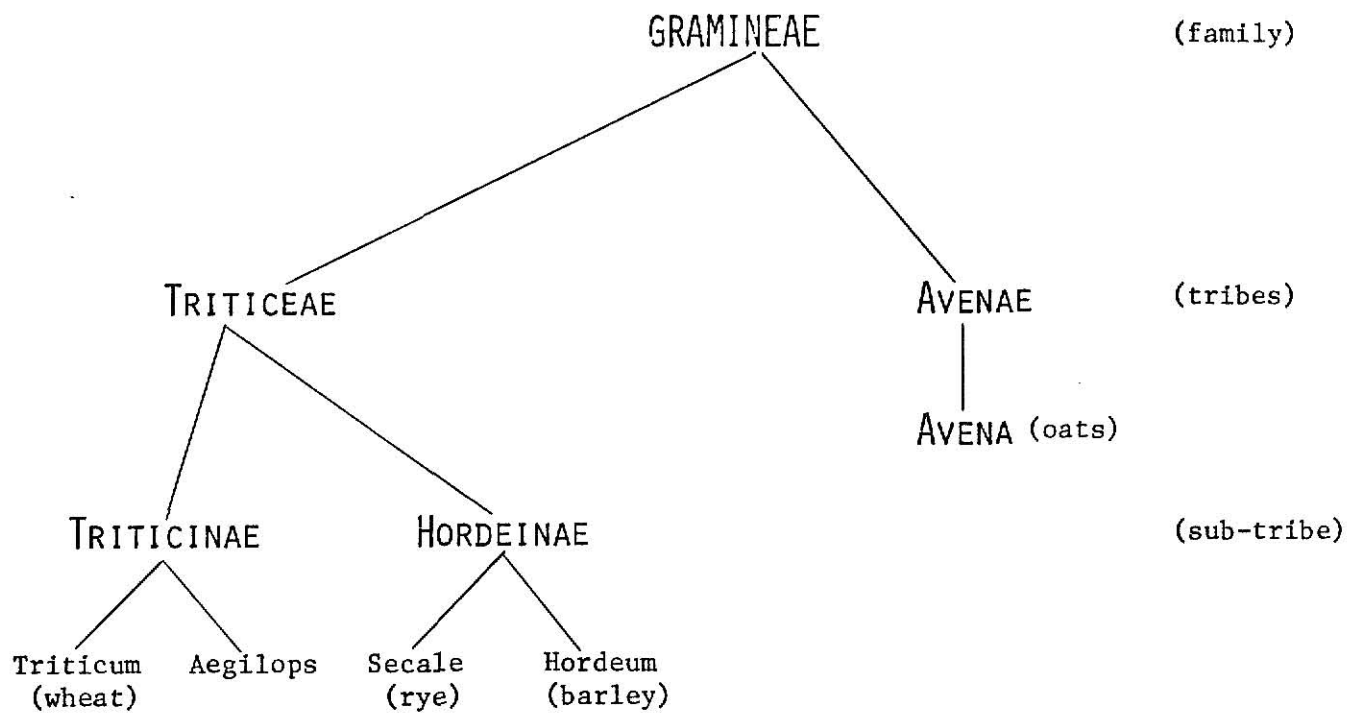 GRAMINEAE (family)
TRITICEAE AVENAE (tribes)
AVENA (oats)
TRITICINAE HORDEINAE (sub-tribe)
Triticum Aegilops Secale Hordeum
(wheat) (rye) (barley)